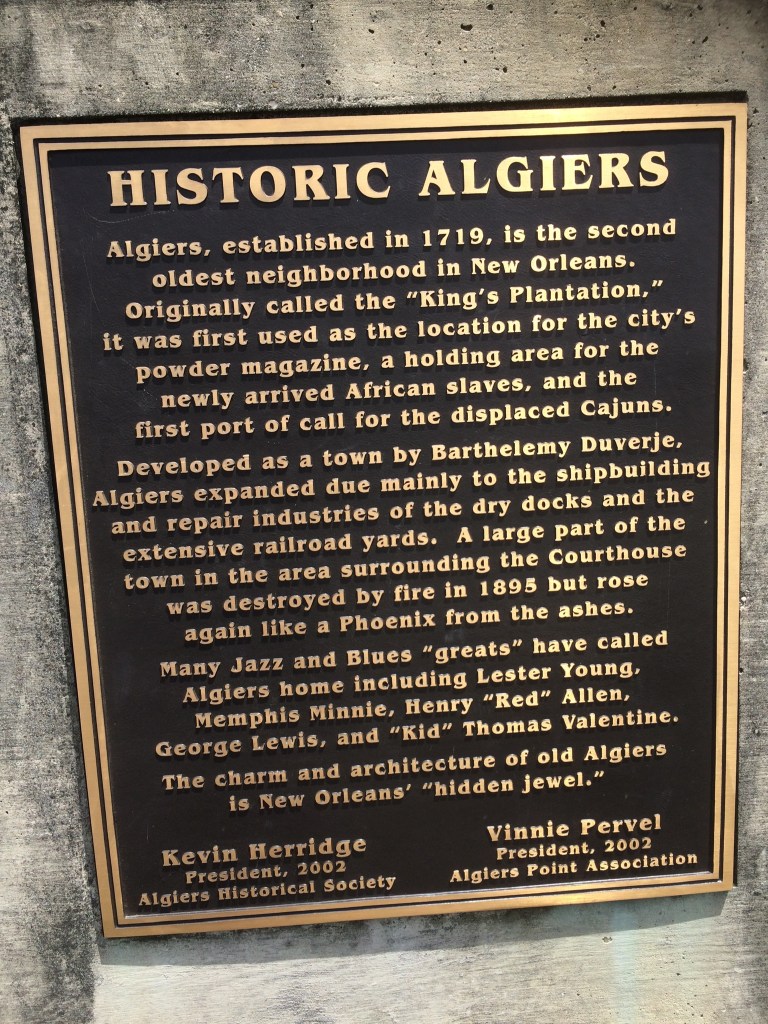 HISTORIC ALGIERS
Algiers, established in 1719, is the second
oldest neighborhood in New Orleans.
Originally called the "King's Plantation,"
it was first used as the location for the city's
powder magazine, a holding area for the
newly arrived African slaves, and the
first port of call for the displaced Cajuns.
Developed as a town by Barthelemy Duverje,
Algiers expanded due mainly to the shipbuilding
and repair industries of the dry docks and the
extensive railroad yards. A large part of the
town in the area surrounding the Courthouse
was destroyed by fire in 1895 but rose
again like a Phoenix from the ashes.
Many Jazz and Blues "greats" have called
Algiers home including Lester Young,
Memphis Minnie, Henry "Red" Allen,
George Lewis, and "Kid" Thomas Valentine.
The charm and architecture of old Algiers
is New Orleans' "hidden jewel."
Kevin Herridge
President, 2002
Algiers Historical Society
Vinnie Pervel
President, 2002
Algiers Point Association